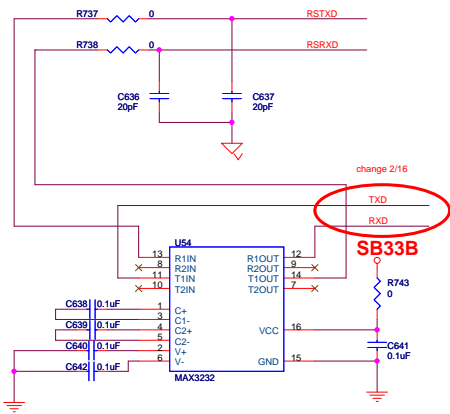 R737 0 RSTXD
R738 0 RSRXD
C636 C637
20pF 20pF
change 2/16
TXD
RXD
SB33B
U54
13 R1IN R1OUT 12
8 R2IN R2OUT 9
11 T1IN T1OUT 14
10 T2IN T2OUT 7
R743
0
C638 0.1uF 1 C+
3 C1-
C639 0.1uF 4 C2+ VCC 16
5 C2-
C640 0.1uF 2 V+
C642 0.1uF 6 V- GND 15
C641
0.1uF
MAX3232